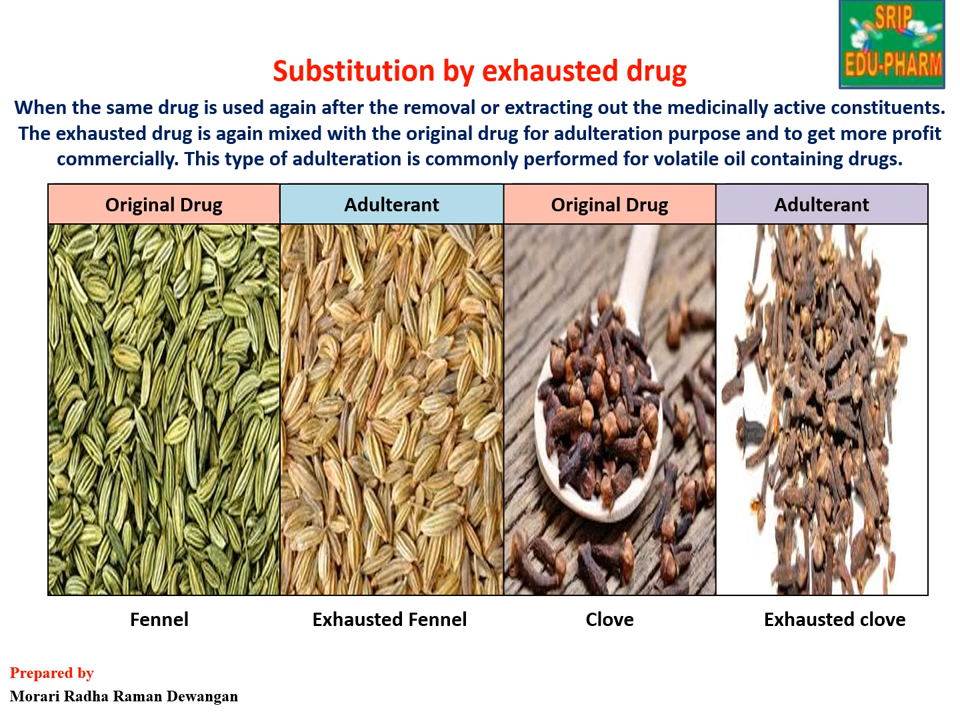 SRIP
EDU-PHARM
Substitution by exhausted drug
When the same drug is used again after the removal or extracting out the medicinally active constituents.
The exhausted drug is again mixed with the original drug for adulteration purpose and to get more profit
commercially. This type of adulteration is commonly performed for volatile oil containing drugs.
Original Drug Adulterant Original Drug Adulterant
Fennel Exhausted Fennel Clove Exhausted clove
Prepared by
Morari Radha Raman Dewangan